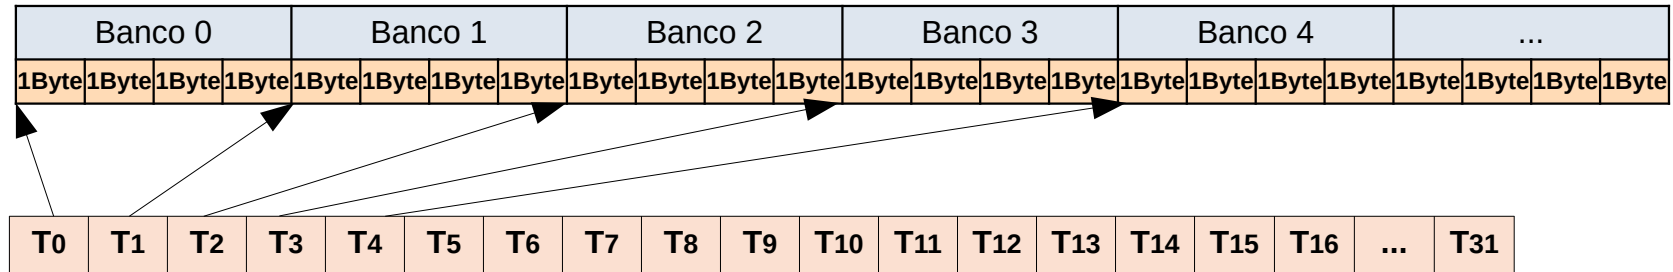 Banco 0 Banco 1 Banco 2 Banco 3 Banco 4 ...
1Byte 1Byte 1Byte 1Byte 1Byte 1Byte 1Byte 1Byte 1Byte 1Byte 1Byte 1Byte 1Byte 1Byte 1Byte 1Byte 1Byte 1Byte 1Byte 1Byte 1Byte 1Byte 1Byte 1Byte
T0 T1 T2 T3 T4 T5 T6 T7 T8 T9 T10 T11 T12 T13 T14 T15 T16 ... T31